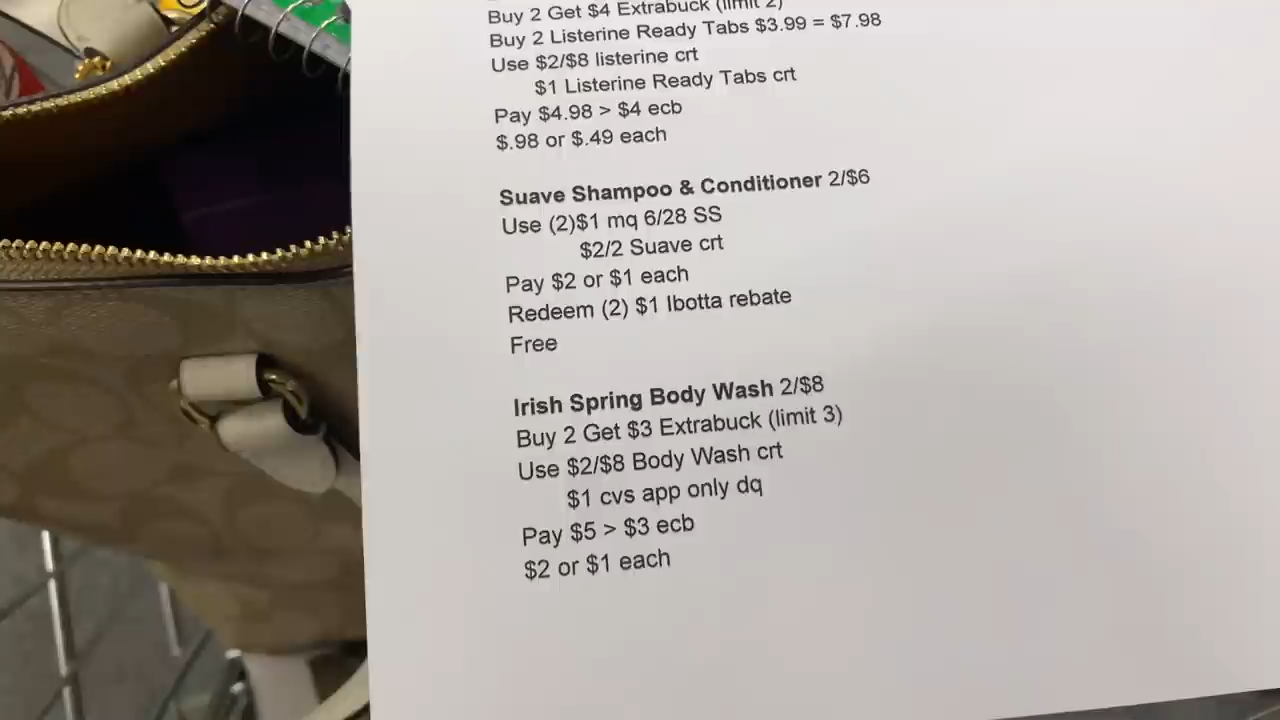 Buy 2 Get $4 Extrabuck (limit 2)
Buy 2 Listerine Ready Tabs $3.99 = $7.98
Use $2/$8 listerine crt
$1 Listerine Ready Tabs crt
Pay $4.98 > $4 ecb
$.98 or $.49 each
Suave Shampoo & Conditioner 2/$6
Use (2)$1 mq 6/28 SS
$2/2 Suave crt
Pay $2 or $1 each
Redeem (2) $1 Ibotta rebate
Free
Irish Spring Body Wash 2/$8
Buy 2 Get $3 Extrabuck (limit 3)
Use $2/$8 Body Wash crt
$1 cvs app only dq
Pay $5 > $3 ecb
$2 or $1 each